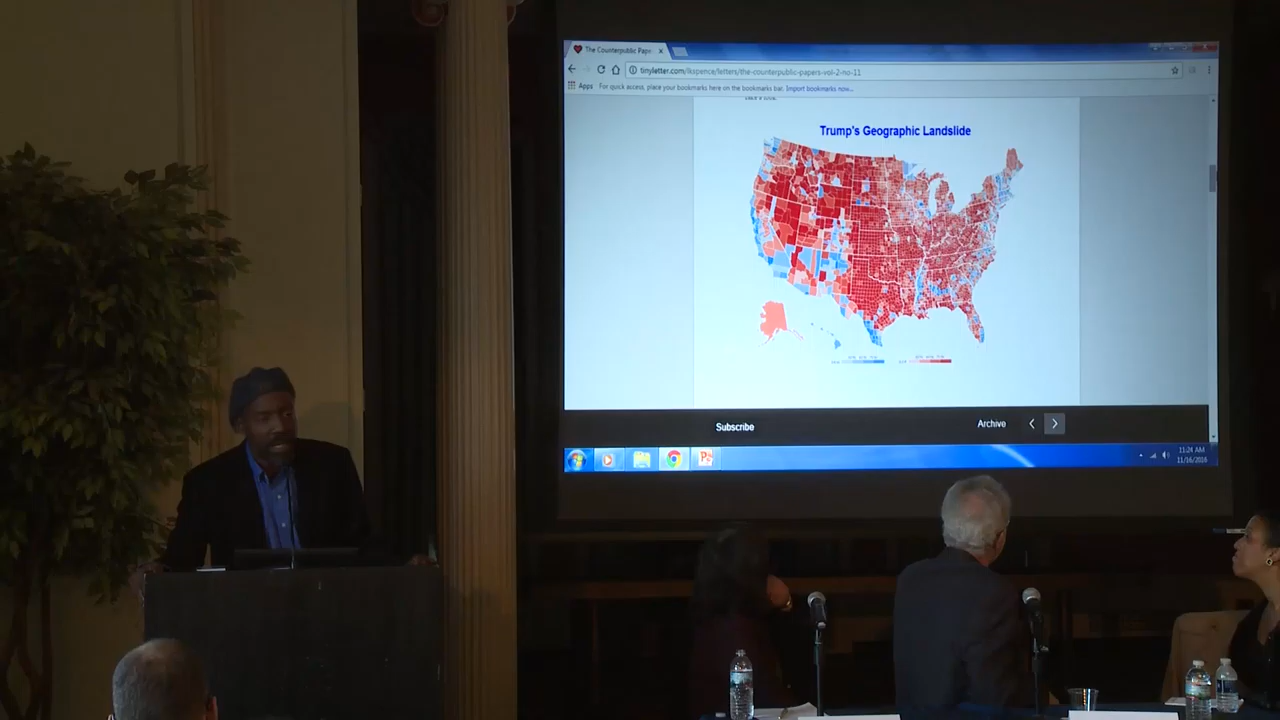 The Counterpublic Pape
tinyletter.com/lkspence/letters/the-counterpublic-papers-vol-2-no-11
Apps For quick access, place your bookmarks here on the bookmarks bar. Import bookmarks now...
Trump's Geographic Landslide
Subscribe
Archive
11:24 AM
11/16/2016